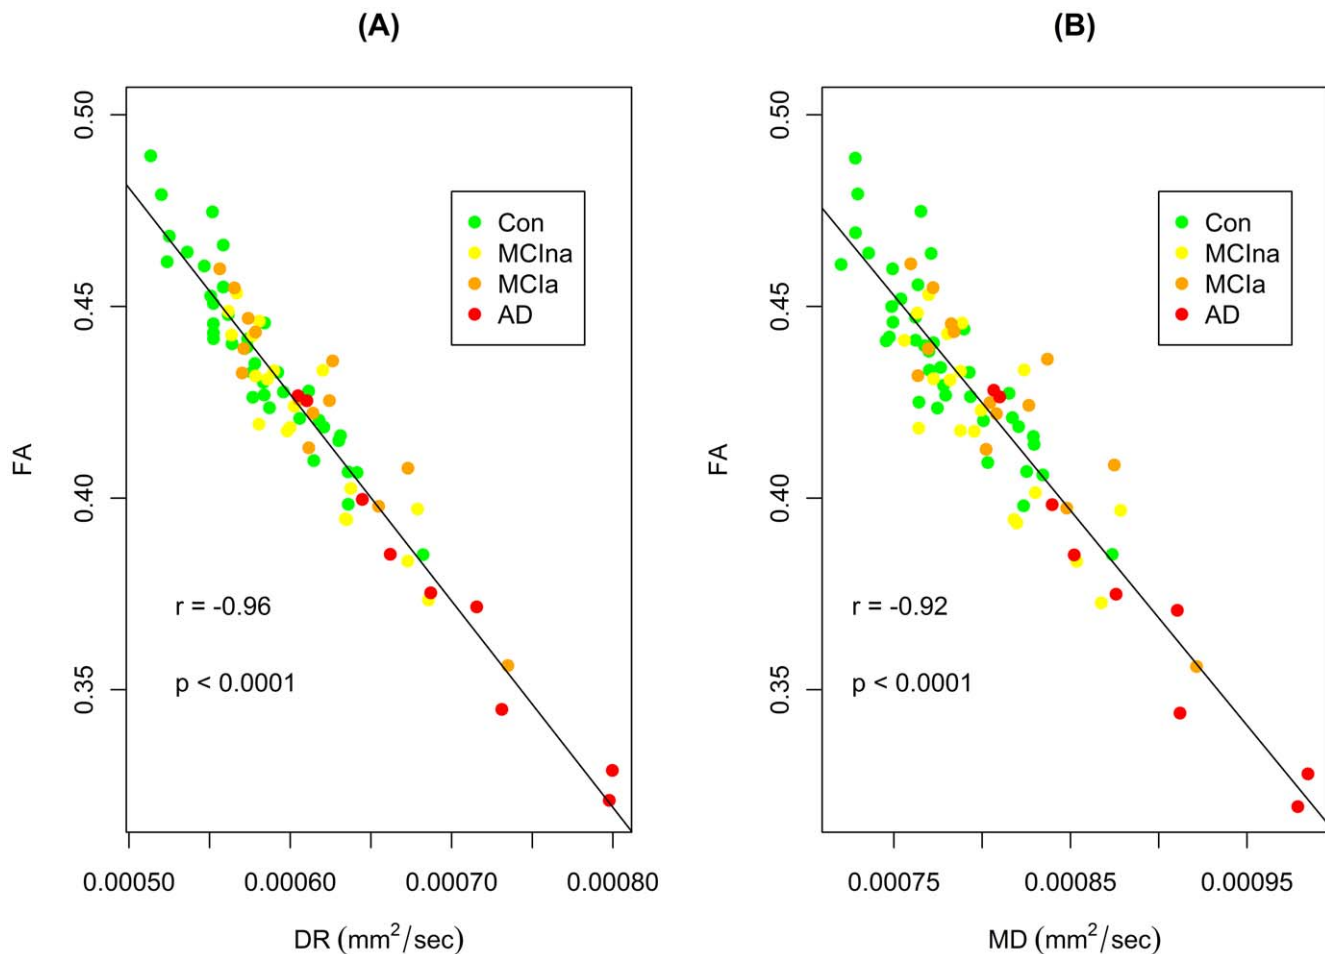 (A)
FA
0.50
0.45
0.40
0.35
Con
MCIna
MCIa
AD
r = -0.96
p < 0.0001
0.00050 0.00060 0.00070 0.00080
DR (mm²/sec)
(B)
FA
0.50
0.45
0.40
0.35
Con
MCIna
MCIa
AD
r = -0.92
p < 0.0001
0.00075 0.00085 0.00095
MD (mm²/sec)